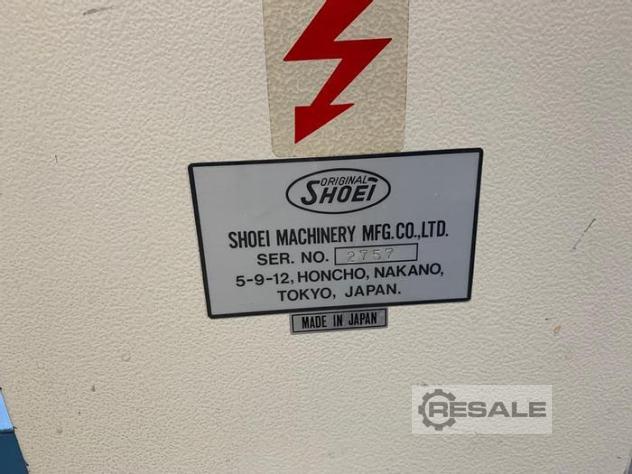 ORIGINAL
SHOEI
SHOEI MACHINERY MFG.CO.,LTD.
SER. NO. 2757
5-9-12, HONCHO, NAKANO,
TOKYO, JAPAN.
MADE IN JAPAN
RESALE